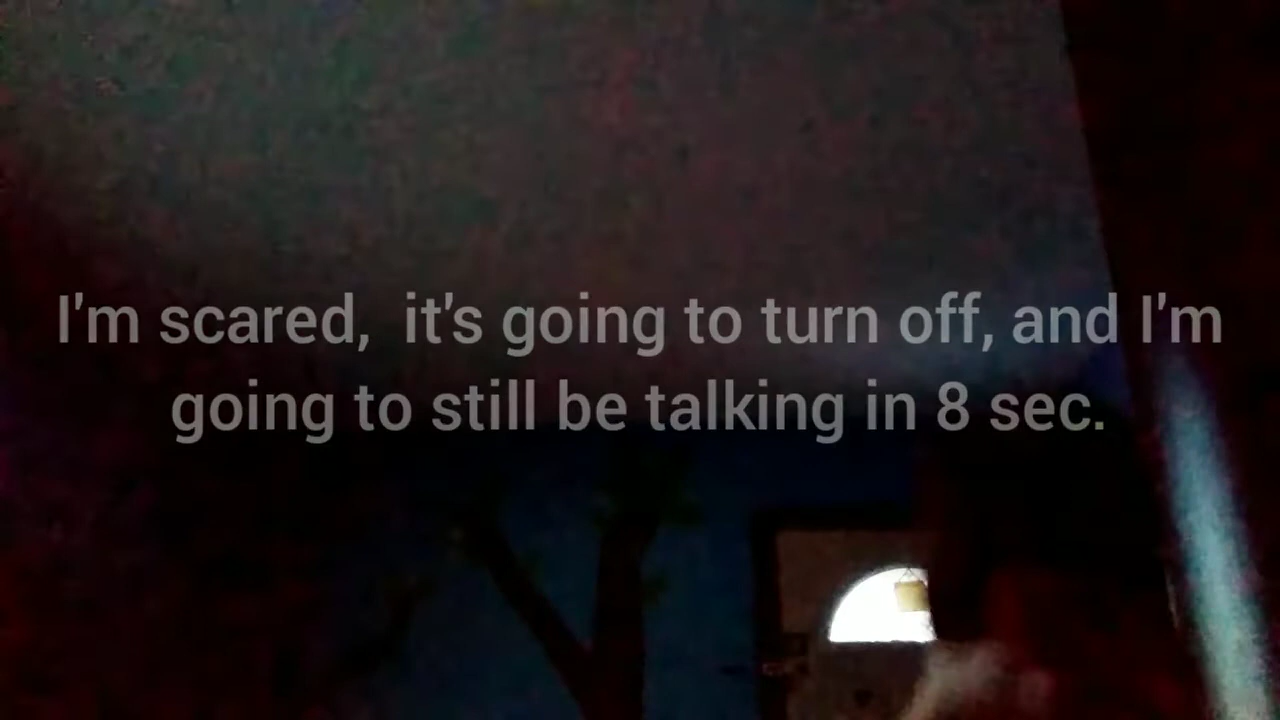 I'm scared,  it's going to turn off, and I'm
going to still be talking in 8 sec.